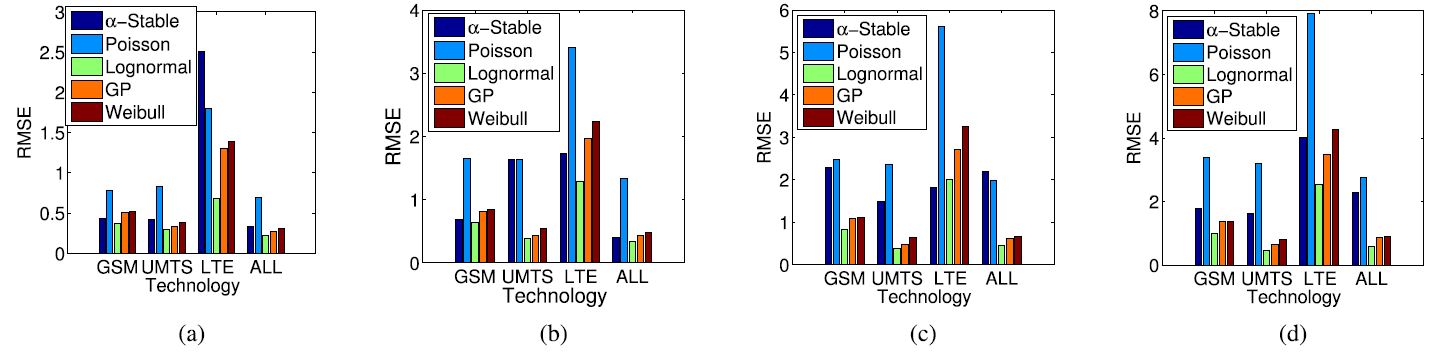 3
2.5
2
1.5
1
0.5
0
RMSE
α-Stable
Poisson
Lognormal
GP
Weibull
GSM UMTS LTE ALL
Technology
(a)
4
3
2
1
0
RMSE
α-Stable
Poisson
Lognormal
GP
Weibull
GSM UMTS LTE ALL
Technology
(b)
6
5
4
3
2
1
0
RMSE
α-Stable
Poisson
Lognormal
GP
Weibull
GSM UMTS LTE ALL
Technology
(c)
8
6
4
2
0
RMSE
α-Stable
Poisson
Lognormal
GP
Weibull
GSM UMTS LTE ALL
Technology
(d)